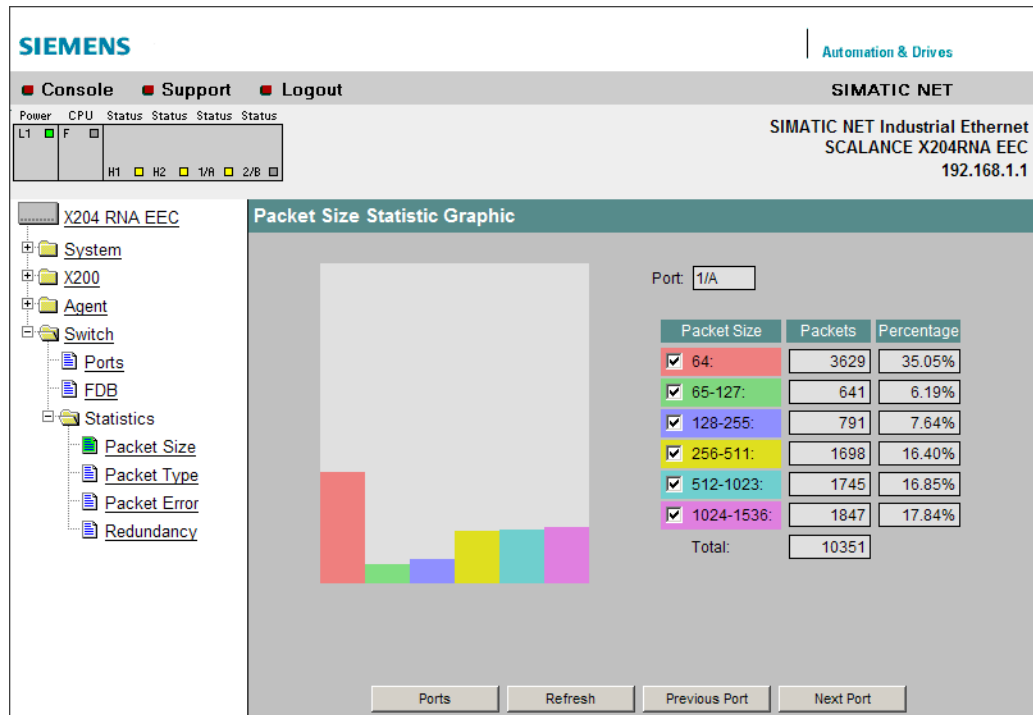 SIEMENS
Automation & Drives
Console Support Logout SIMATIC NET
Power CPU Status Status Status Status
L1 F
H1 H2 1/A 2/B
SIMATIC NET Industrial Ethernet
SCALANCE X204RNA EEC
192.168.1.1
X204 RNA EEC
System
X200
Agent
Switch
Ports
FDB
Statistics
Packet Size
Packet Type
Packet Error
Redundancy
Packet Size Statistic Graphic
Port: 1/A
Packet Size Packets Percentage
64: 3629 35.05%
65-127: 641 6.19%
128-255: 791 7.64%
256-511: 1698 16.40%
512-1023: 1745 16.85%
1024-1536: 1847 17.84%
Total: 10351
Ports Refresh Previous Port Next Port